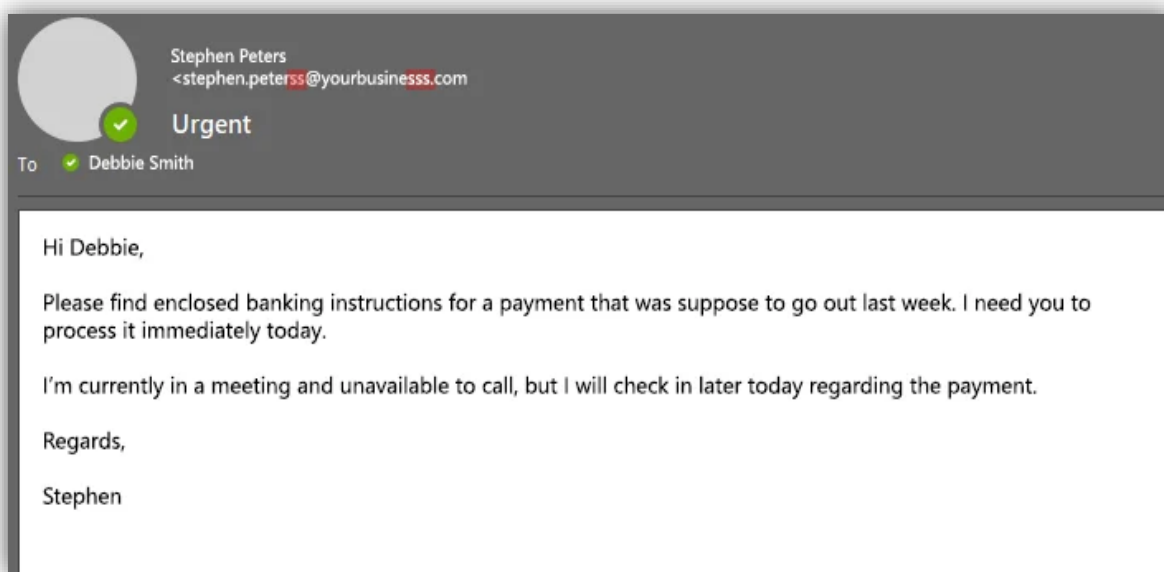 Stephen Peters
<stephen.peterss@yourbusinesss.com
Urgent
To Debbie Smith
Hi Debbie,
Please find enclosed banking instructions for a payment that was suppose to go out last week. I need you to
process it immediately today.
I'm currently in a meeting and unavailable to call, but I will check in later today regarding the payment.
Regards,
Stephen